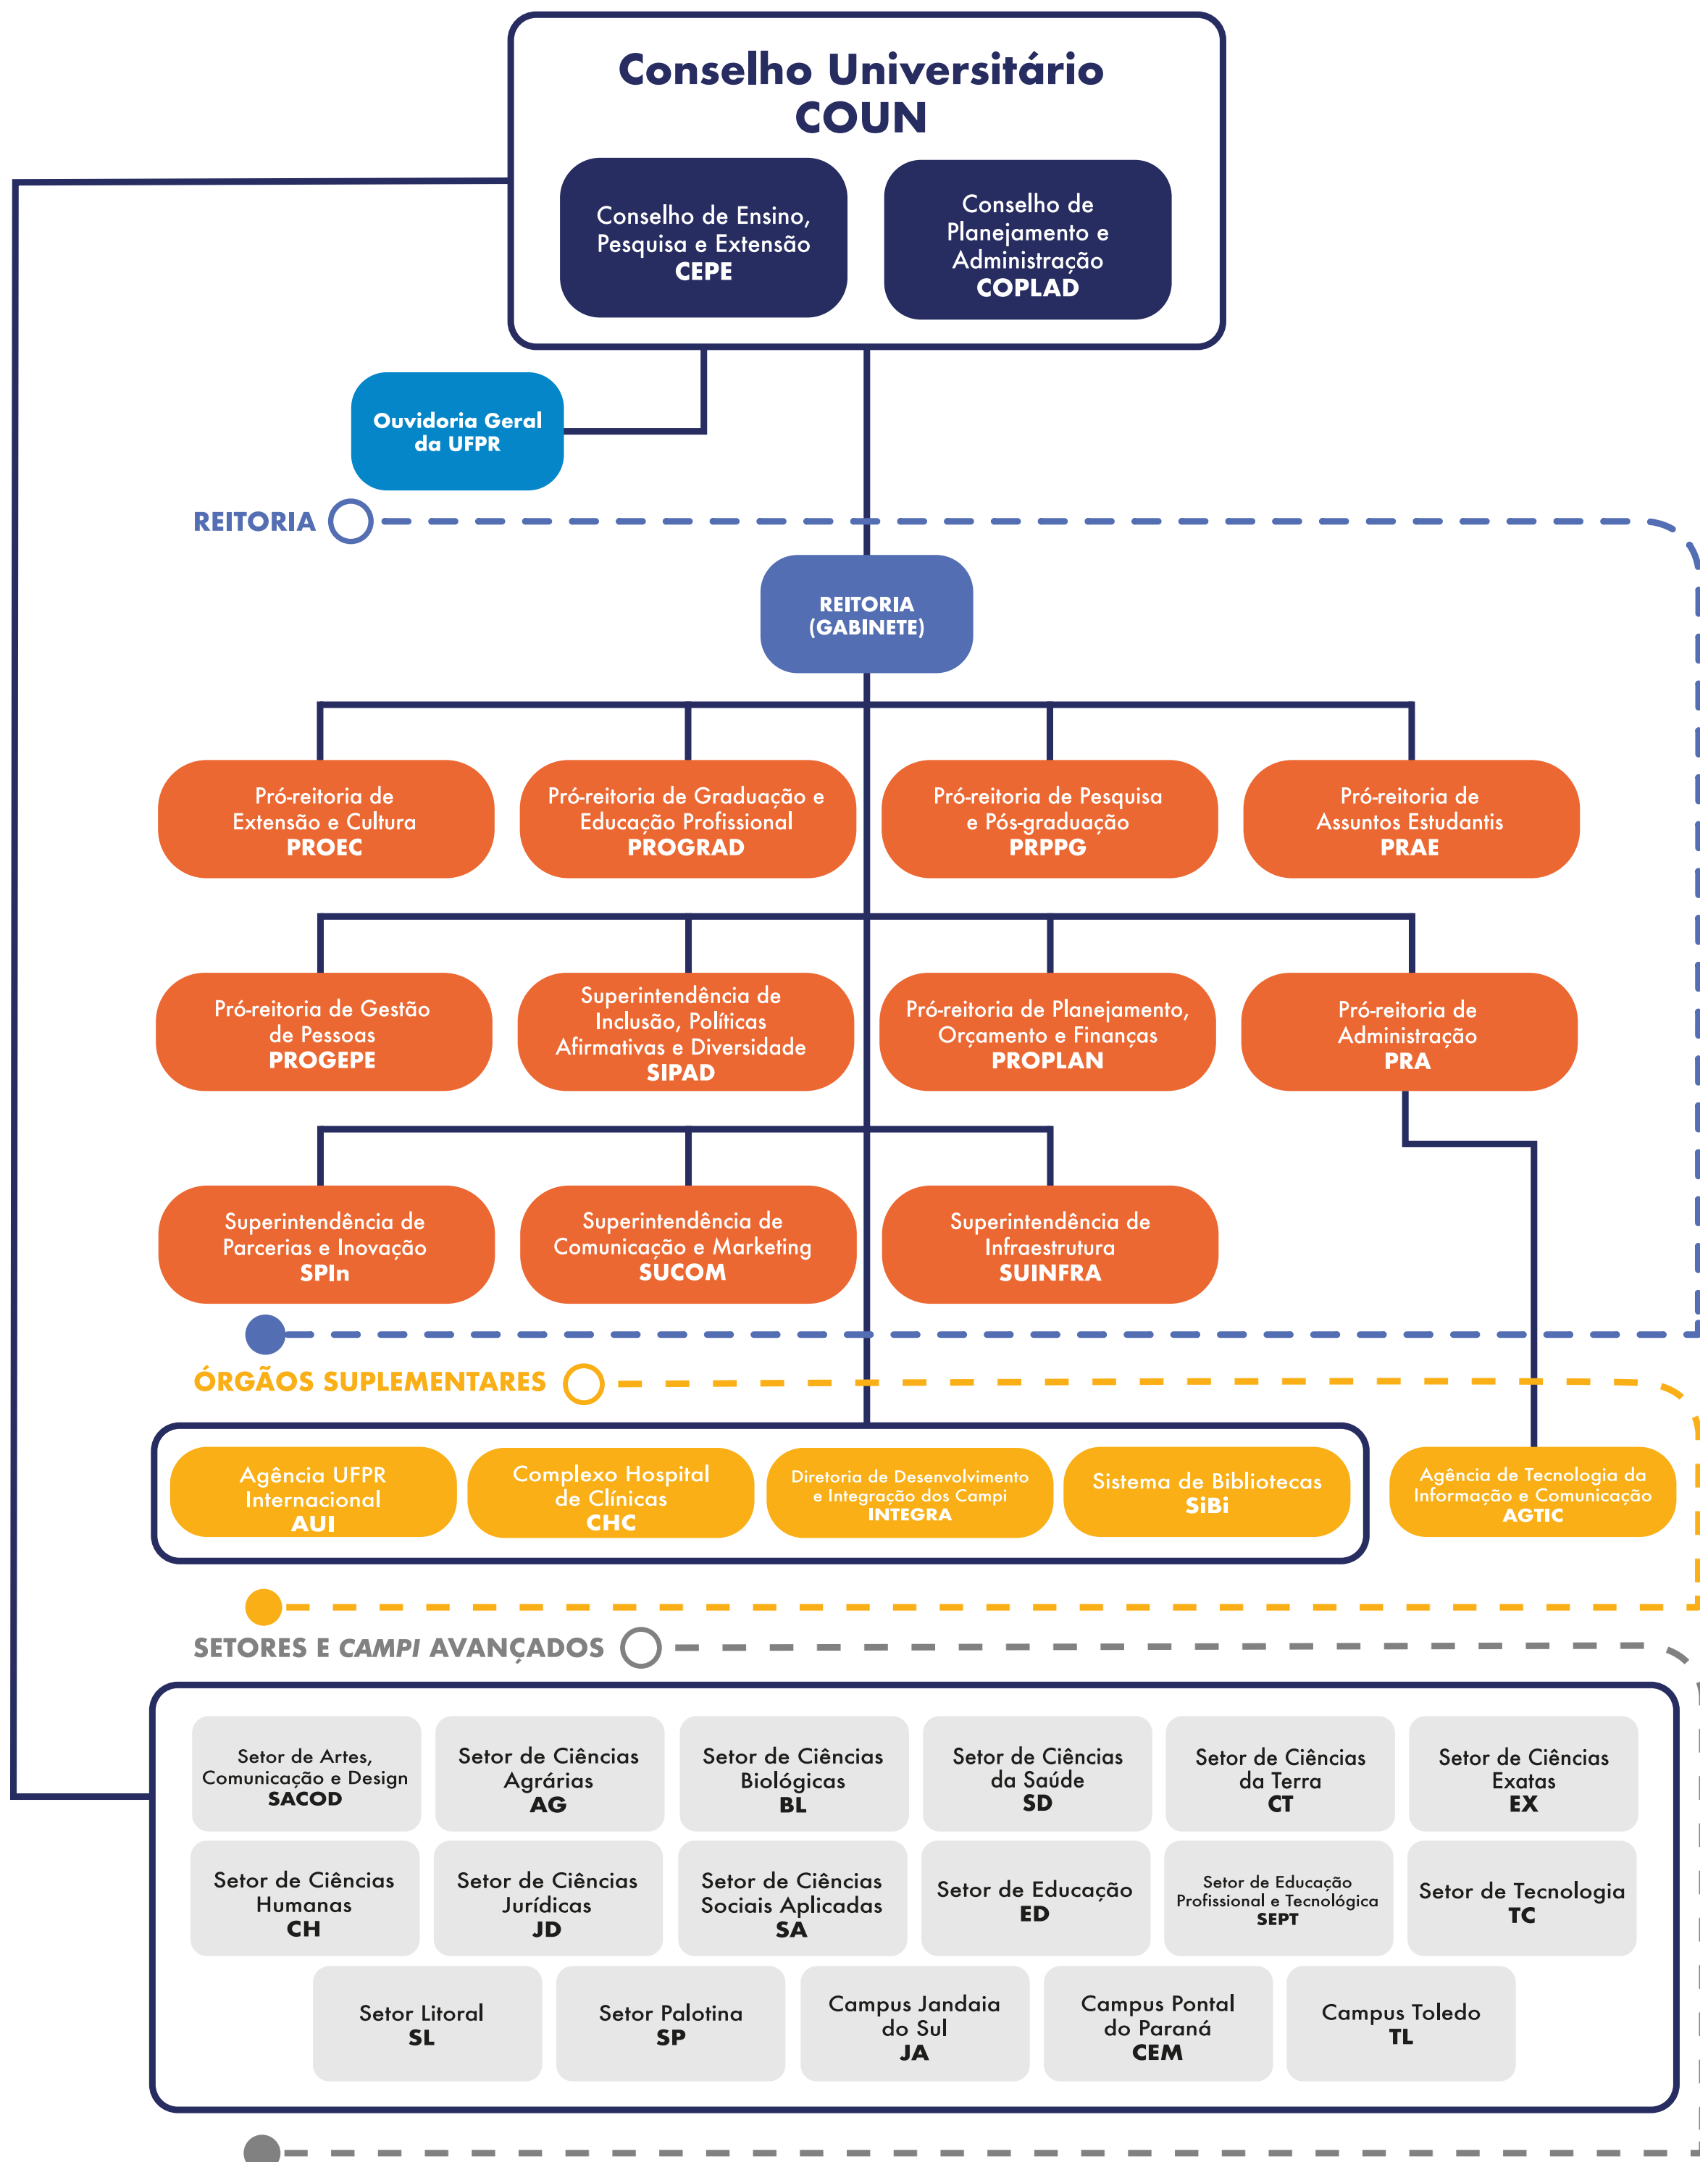 Conselho Universitário
COUN
Conselho de Ensino,
Pesquisa e Extensão
CEPE
Conselho de
Planejamento e
Administração
COPLAD
Ouvidoria Geral
da UFPR
REITORIA
REITORIA
(GABINETE)
Pró-reitoria de
Extensão e Cultura
PROEC
Pró-reitoria de Graduação e
Educação Profissional
PROGRAD
Pró-reitoria de Pesquisa
e Pós-graduação
PRPPG
Pró-reitoria de
Assuntos Estudantis
PRAE
Pró-reitoria de Gestão
de Pessoas
PROGEPE
Superintendência de
Inclusão, Políticas
Afirmativas e Diversidade
SIPAD
Pró-reitoria de Planejamento,
Orçamento e Finanças
PROPLAN
Pró-reitoria de
Administração
PRA
Superintendência de
Parcerias e Inovação
SPIn
Superintendência de
Comunicação e Marketing
SUCOM
Superintendência de
Infraestrutura
SUINFRA
ÓRGÃOS SUPLEMENTARES
Agência UFPR
Internacional
AUI
Complexo Hospital
de Clínicas
CHC
Diretoria de Desenvolvimento
e Integração dos Campi
INTEGRA
Sistema de Bibliotecas
SiBi
Agência de Tecnologia da
Informação e Comunicação
AGTIC
SETORES E CAMPI AVANÇADOS
Setor de Artes,
Comunicação e Design
SACOD
Setor de Ciências
Agrárias
AG
Setor de Ciências
Biológicas
BL
Setor de Ciências
da Saúde
SD
Setor de Ciências
da Terra
CT
Setor de Ciências
Exatas
EX
Setor de Ciências
Humanas
CH
Setor de Ciências
Jurídicas
JD
Setor de Ciências
Sociais Aplicadas
SA
Setor de Educação
ED
Setor de Educação
Profissional e Tecnológica
SEPT
Setor de Tecnologia
TC
Setor Litoral
SL
Setor Palotina
SP
Campus Jandaia
do Sul
JA
Campus Pontal
do Paraná
CEM
Campus Toledo
TL